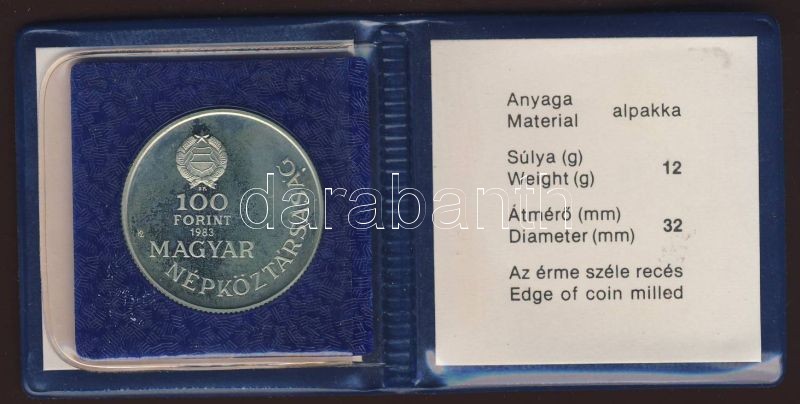 BP.
100
FORINT
1983
MAGYAR
NÉPKÖZTÁRSASÁG
darabanth
Anyaga
Material alpakka
Súlya (g)
Weight (g) 12
Átmérő (mm)
Diameter (mm) 32
Az érme széle recés
Edge of coin milled